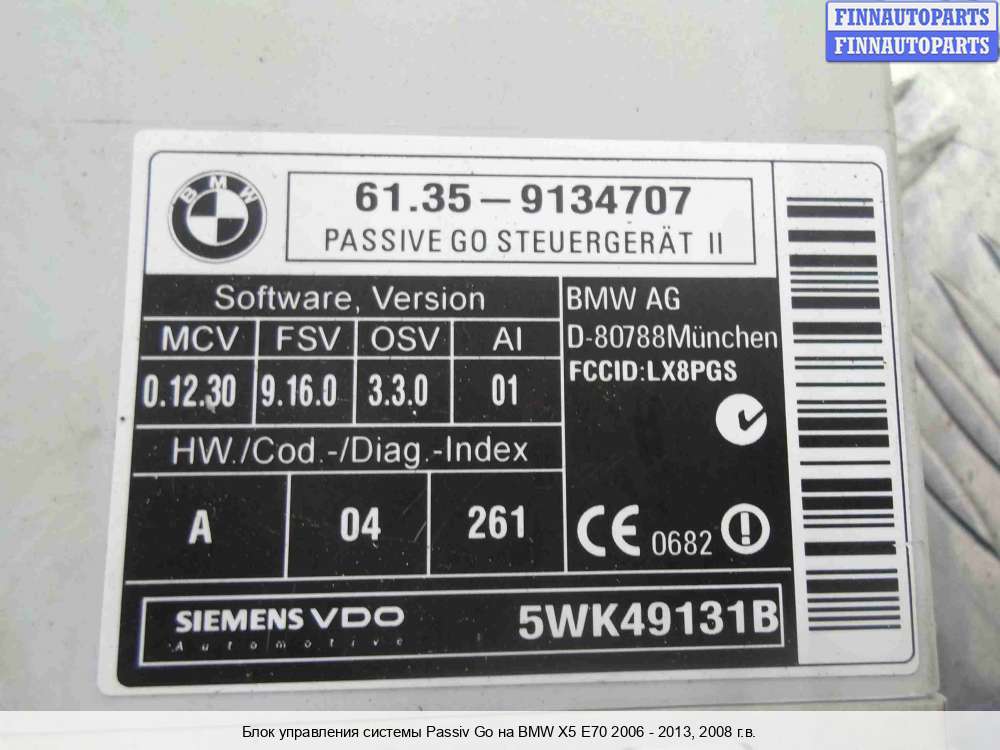 FINNAUTOPARTS
FINNAUTOPARTS
BMW
61.35 – 9134707
PASSIVE GO STEUERGERÄT II
Software, Version
MCV FSV OSV AI
0.12.30 9.16.0 3.3.0 01
HW./Cod.-/Diag.-Index
A 04 261
BMW AG
D-80788München
FCCID:LX8PGS
CE 0682
SIEMENS VDO
Automotive
5WK49131B
Блок управления системы Passiv Go на BMW X5 E70 2006 - 2013, 2008 г.в.